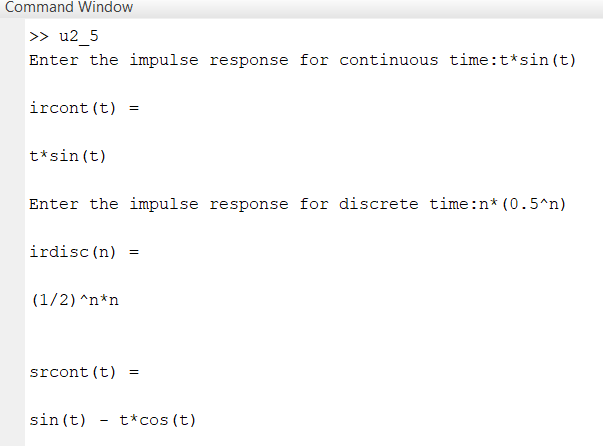 Command Window
>> u2_5
Enter the impulse response for continuous time:t*sin(t)
ircont(t) =
t*sin(t)
Enter the impulse response for discrete time:n*(0.5^n)
irdisc(n) =
(1/2)^n*n
srcont(t) =
sin(t) - t*cos(t)